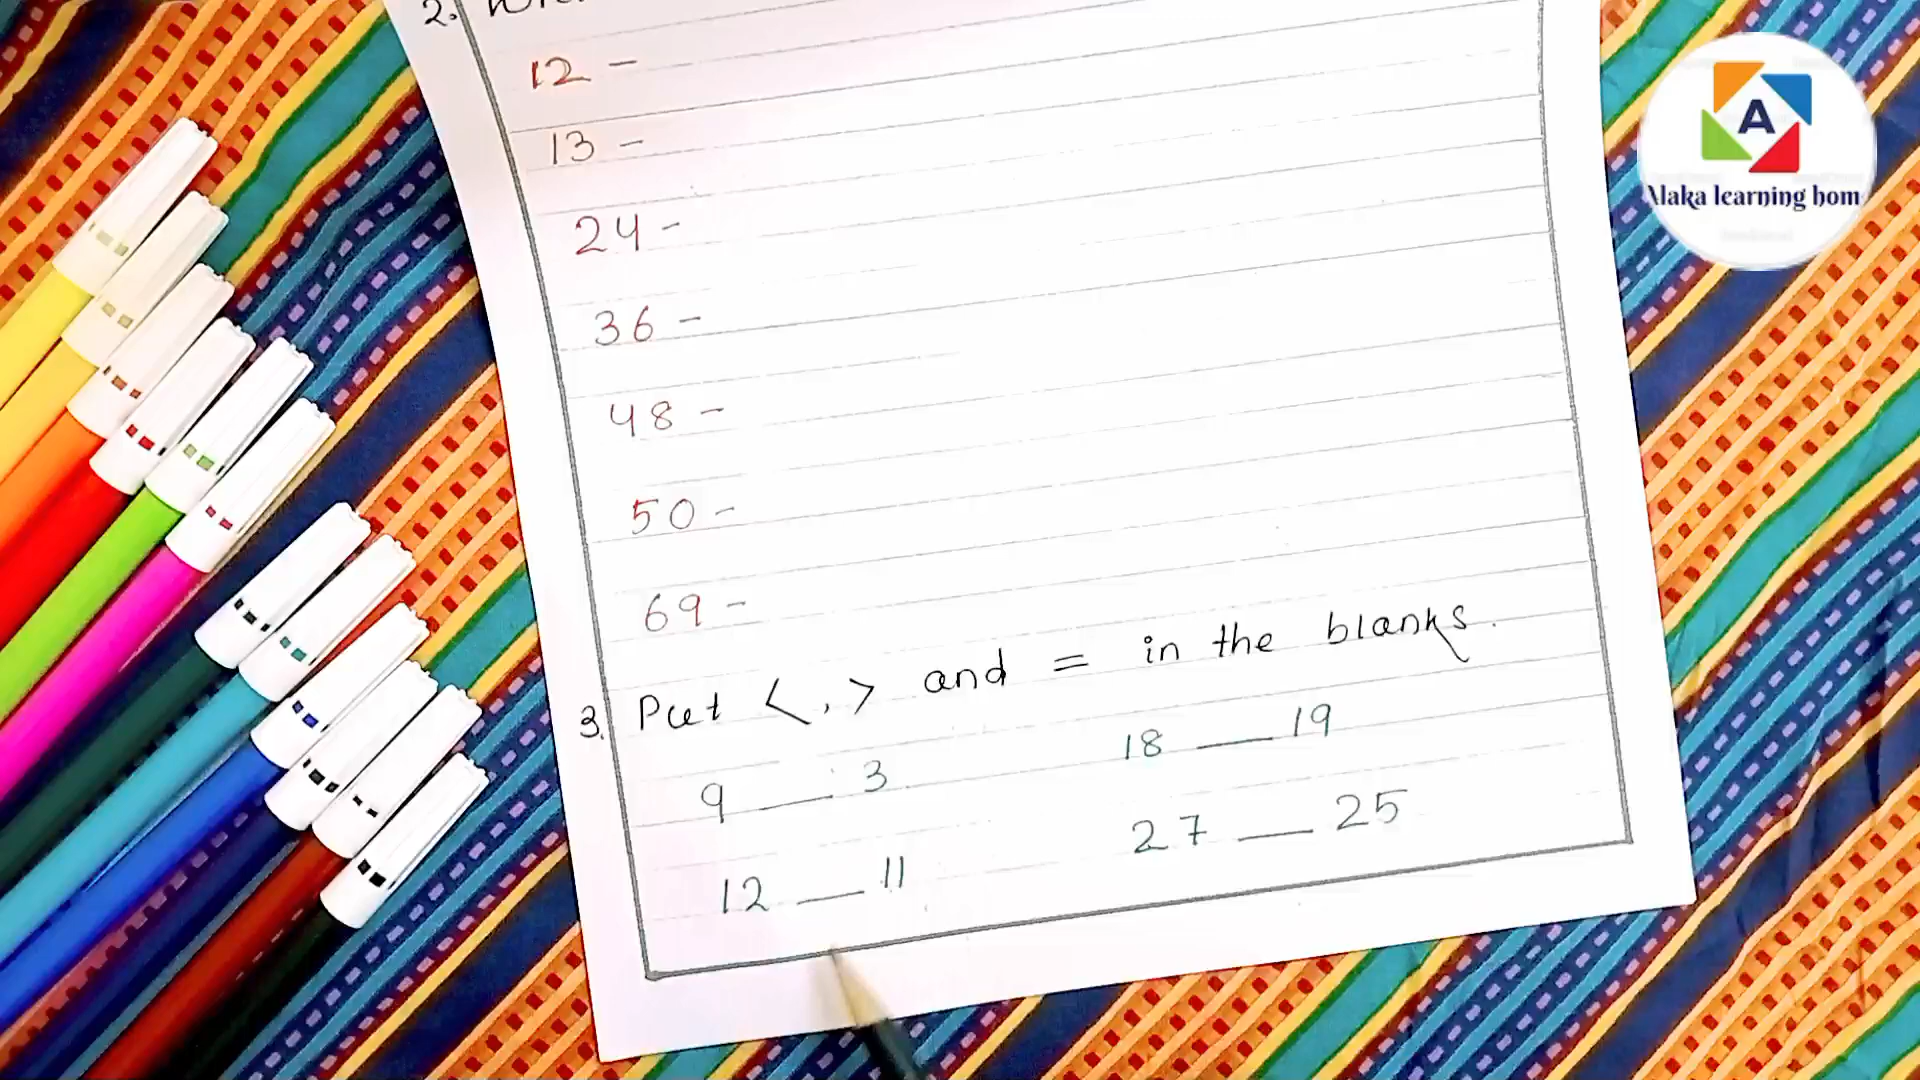 2.
12 -
13 -
24 -
36 -
48 -
50 -
69 -
3. Put <, > and = in the blanks.
9 ___ 3 18 ___ 19
12 ___ 11 27 ___ 25
A
Alaka learning hom